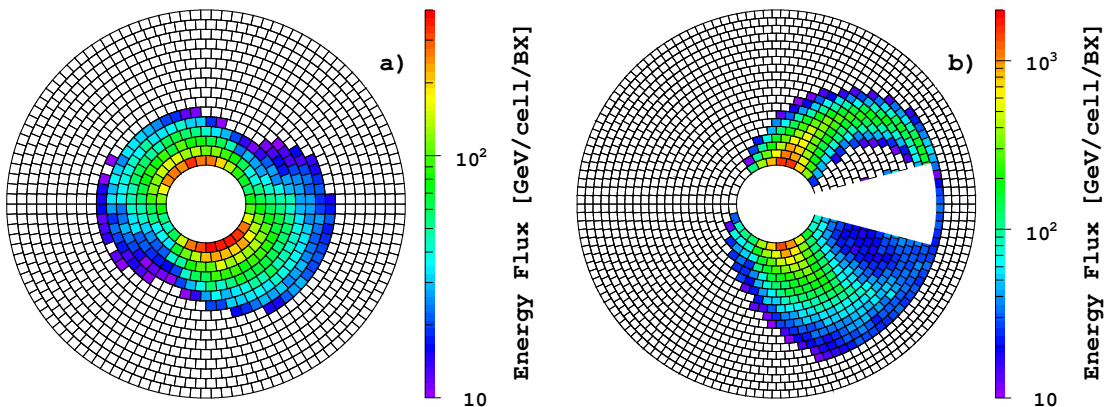 a)
10²
10
Energy Flux [GeV/cell/BX]
b)
10³
10²
10
Energy Flux [GeV/cell/BX]